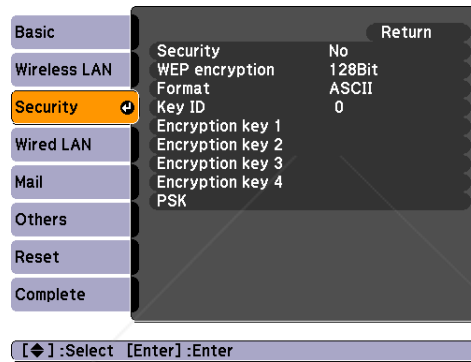 Basic
Wireless LAN
Security
Wired LAN
Mail
Others
Reset
Complete
Return
Security No
WEP encryption 128Bit
Format ASCII
Key ID 0
Encryption key 1
Encryption key 2
Encryption key 3
Encryption key 4
PSK
[◆] :Select [Enter] :Enter